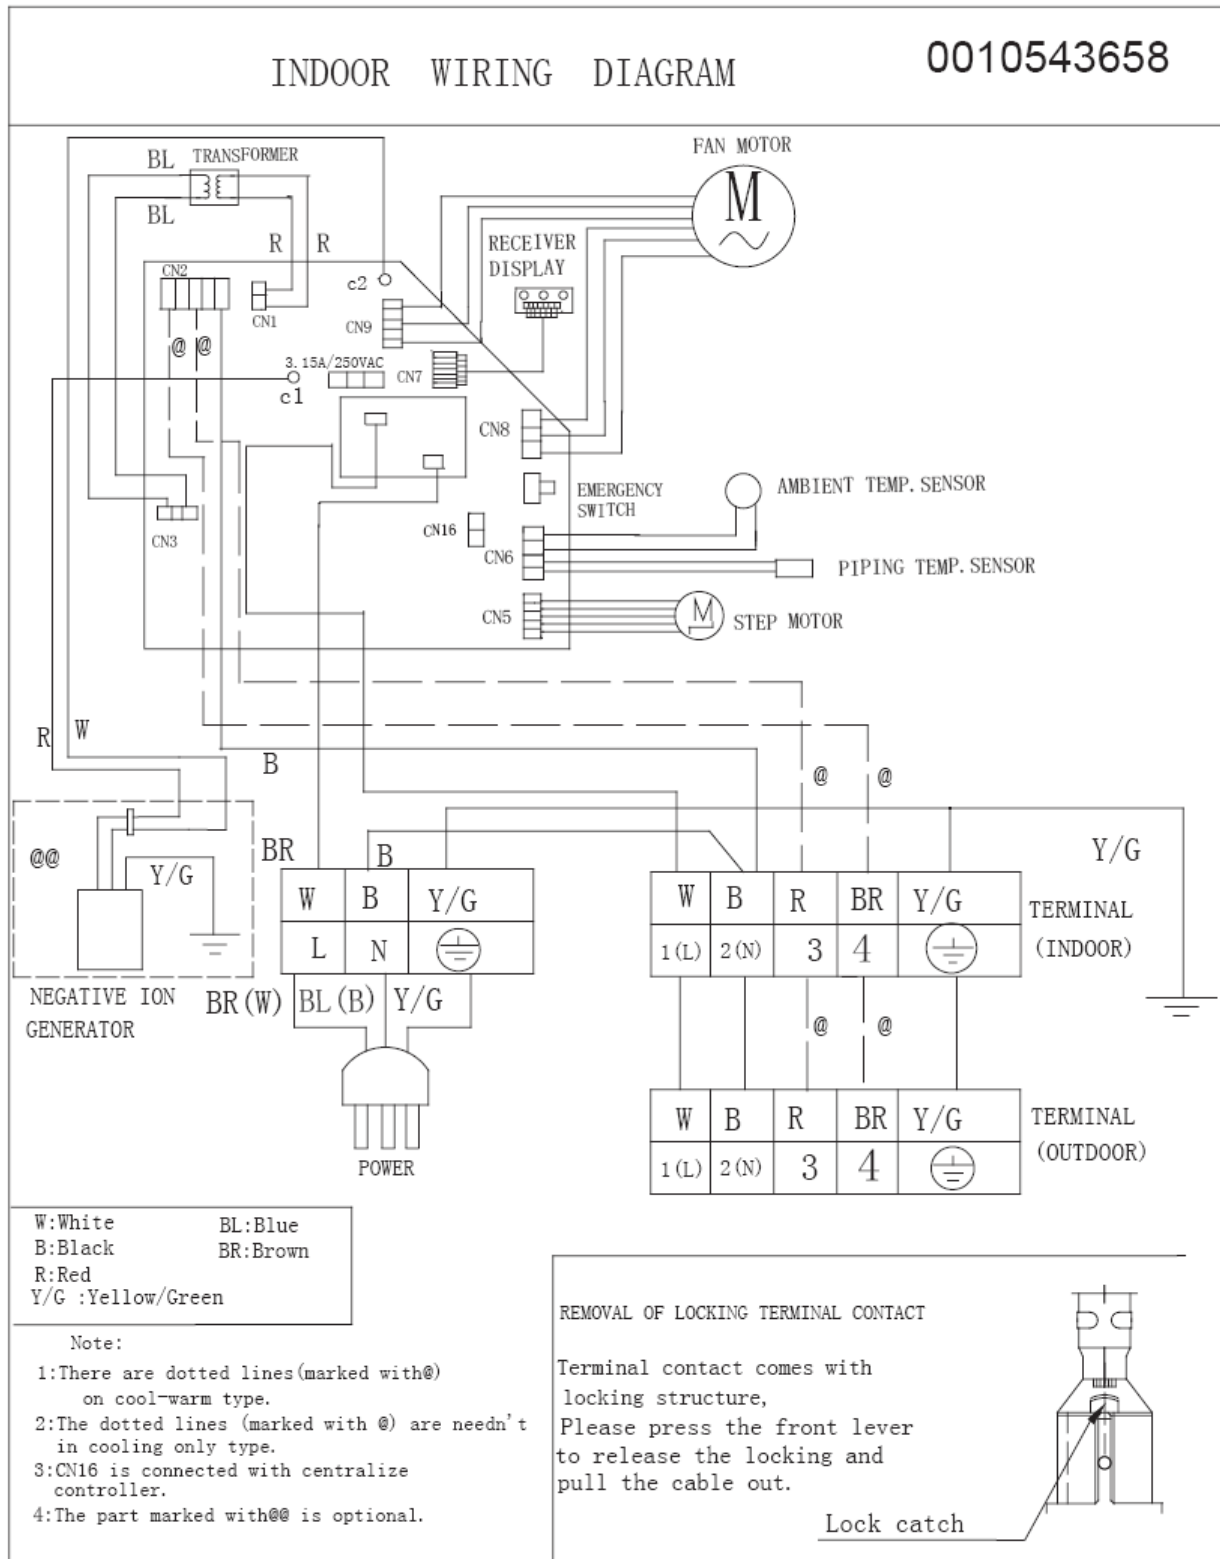 INDOOR WIRING DIAGRAM
0010543658
FAN MOTOR
M
BL
TRANSFORMER
BL
R
R
RECEIVER
DISPLAY
CN2
c2
CN1
CN9
@
@
3.15A/250VAC
CN7
c1
CN8
EMERGENCY
SWITCH
AMBIENT TEMP.SENSOR
CN16
CN3
CN6
PIPING TEMP.SENSOR
CN5
M
STEP MOTOR
R
W
B
@
@
@@
Y/G
BR
B
Y/G
W
B
Y/G
L
N
W
B
R
BR
Y/G
1(L)
2(N)
3
4
TERMINAL
(INDOOR)
NEGATIVE ION
GENERATOR
BR(W)
BL(B)
Y/G
@
@
POWER
W
B
R
BR
Y/G
1(L)
2(N)
3
4
TERMINAL
(OUTDOOR)
W:White
BL:Blue
B:Black
BR:Brown
R:Red
Y/G :Yellow/Green
Note:
1:There are dotted lines(marked with@)
on cool-warm type.
2:The dotted lines (marked with @) are needn't
in cooling only type.
3:CN16 is connected with centralize
controller.
4:The part marked with@@ is optional.
REMOVAL OF LOCKING TERMINAL CONTACT
Terminal contact comes with
locking structure,
Please press the front lever
to release the locking and
pull the cable out.
Lock catch